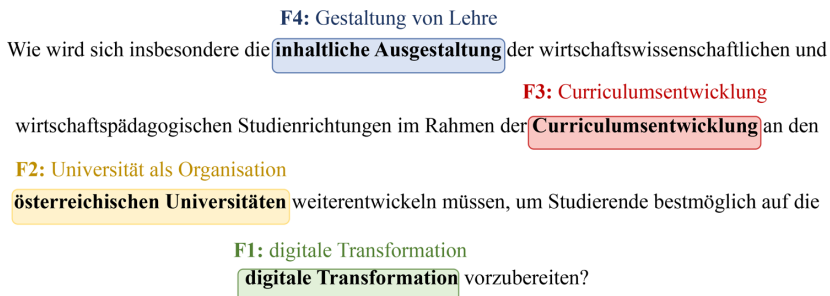 F4: Gestaltung von Lehre
Wie wird sich insbesondere die inhaltliche Ausgestaltung der wirtschaftswissenschaftlichen und
F3: Curriculumsentwicklung
wirtschaftspädagogischen Studienrichtungen im Rahmen der Curriculumsentwicklung an den
F2: Universität als Organisation
österreichischen Universitäten weiterentwickeln müssen, um Studierende bestmöglich auf die
F1: digitale Transformation
digitale Transformation vorzubereiten?